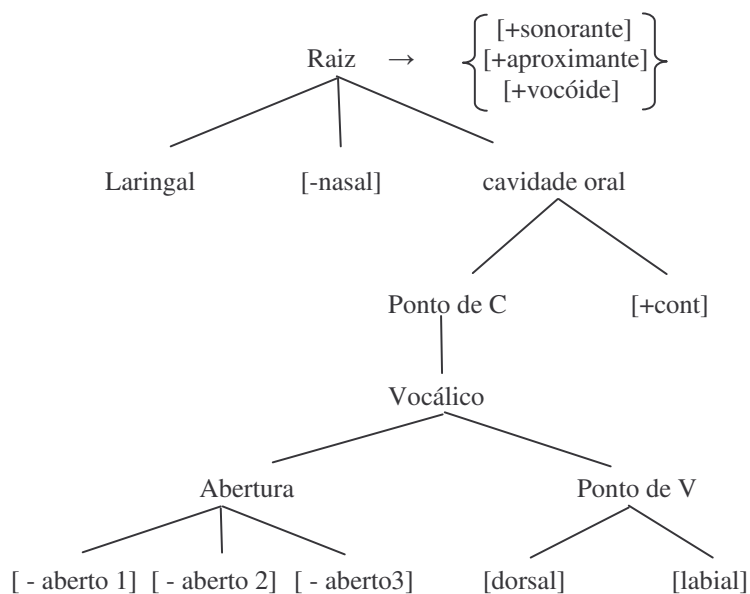 [+sonorante]
Raiz → [+aproximante]
[+vocóide]
Laringal [-nasal] cavidade oral
Ponto de C [+cont]
Vocálico
Abertura Ponto de V
[ - aberto 1] [ - aberto 2] [ - aberto3] [dorsal] [labial]